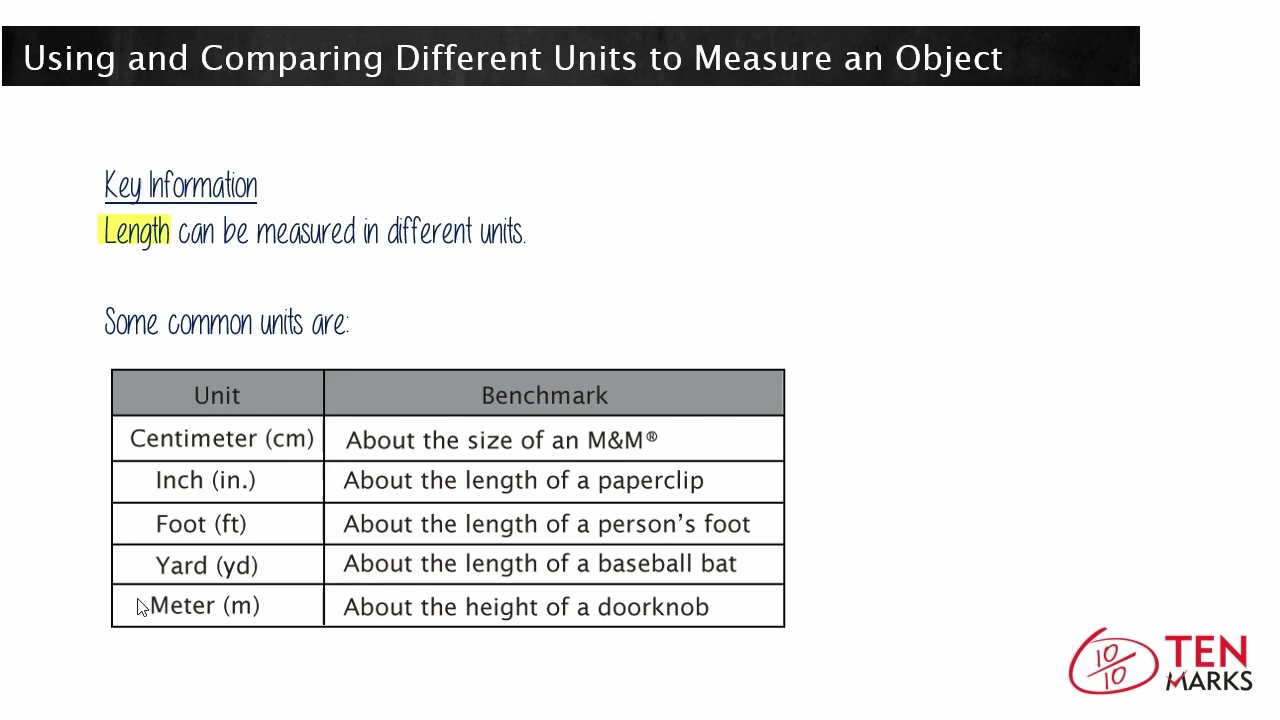 Using and Comparing Different Units to Measure an Object
Key Information
Length can be measured in different units.
Some common units are:
Unit Benchmark
Centimeter (cm) About the size of an M&M®
Inch (in.) About the length of a paperclip
Foot (ft) About the length of a person’s foot
Yard (yd) About the length of a baseball bat
Meter (m) About the height of a doorknob
10/10 TEN
MARKS